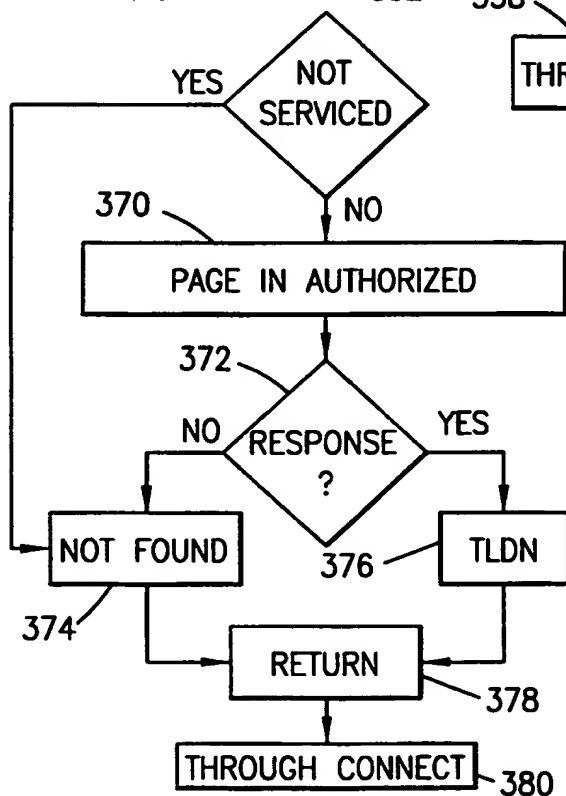 YES
NOT
SERVICED
THR
NO
370
PAGE IN AUTHORIZED
372
NO
RESPONSE
?
YES
NOT FOUND
376
TLDN
374
RETURN
378
THROUGH CONNECT
380